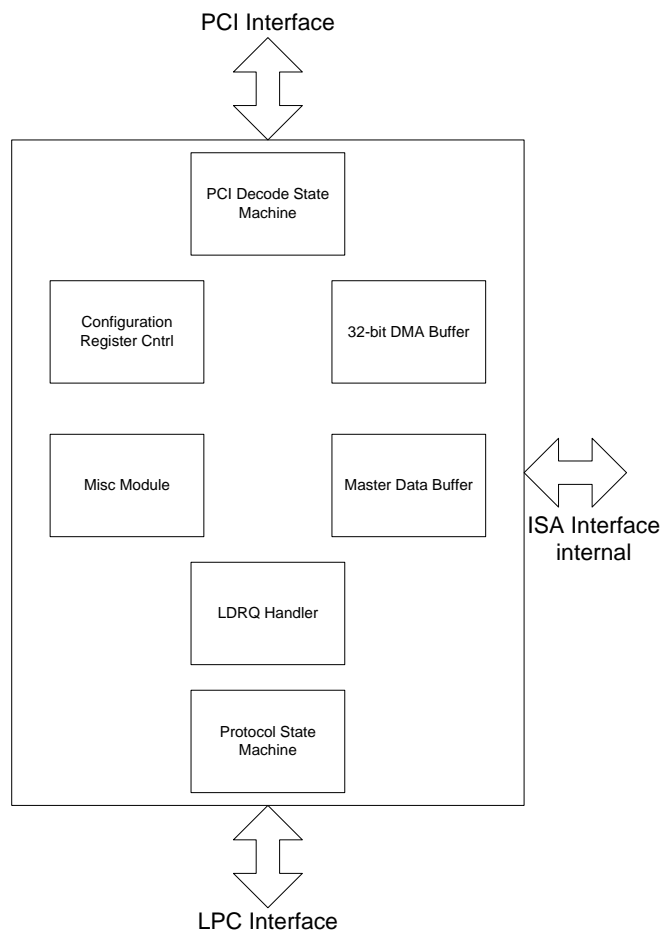 PCI Interface
PCI Decode State
Machine
Configuration
Register Cntrl
32-bit DMA Buffer
Misc Module
Master Data Buffer
ISA Interface
internal
LDRQ Handler
Protocol State
Machine
LPC Interface